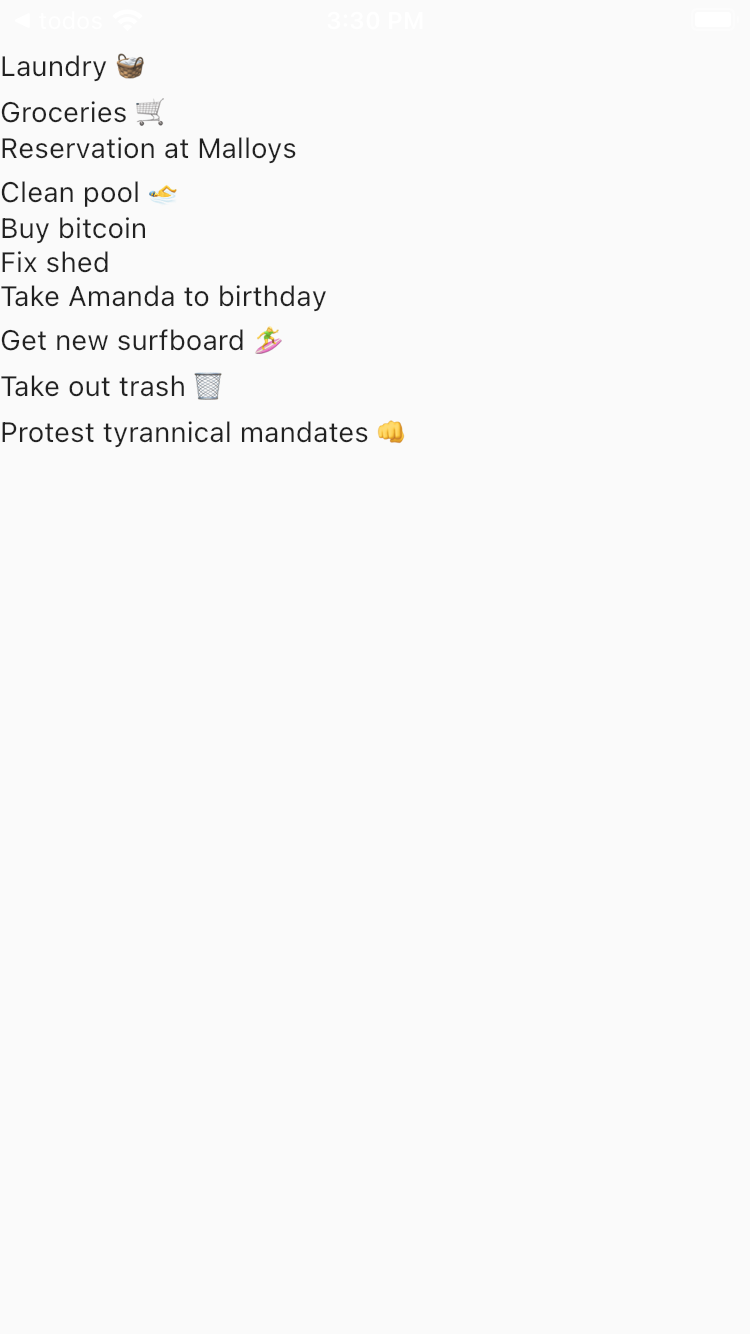 ◀ todos 3:30 PM
Laundry 🧺
Groceries 🛒
Reservation at Malloys
Clean pool 🏊
Buy bitcoin
Fix shed
Take Amanda to birthday
Get new surfboard 🏄‍♀️
Take out trash 🗑️
Protest tyrannical mandates 👊